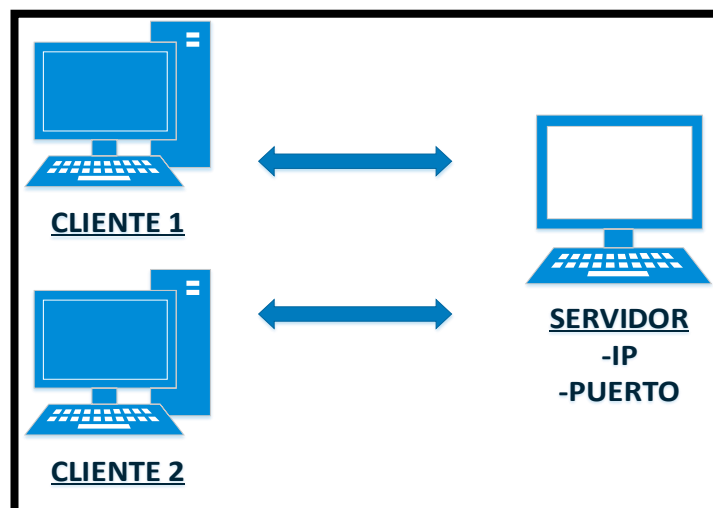 CLIENTE 1
SERVIDOR
-IP
-PUERTO
CLIENTE 2